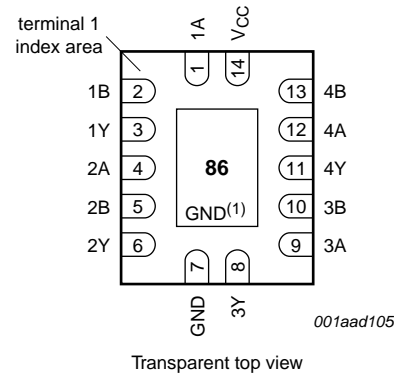 terminal 1
index area
1A
VCC
1
14
1B 2
13 4B
1Y 3
12 4A
2A 4
11 4Y
86
2B 5
10 3B
GND(1)
2Y 6
9 3A
7
8
GND
3Y
001aad105
Transparent top view